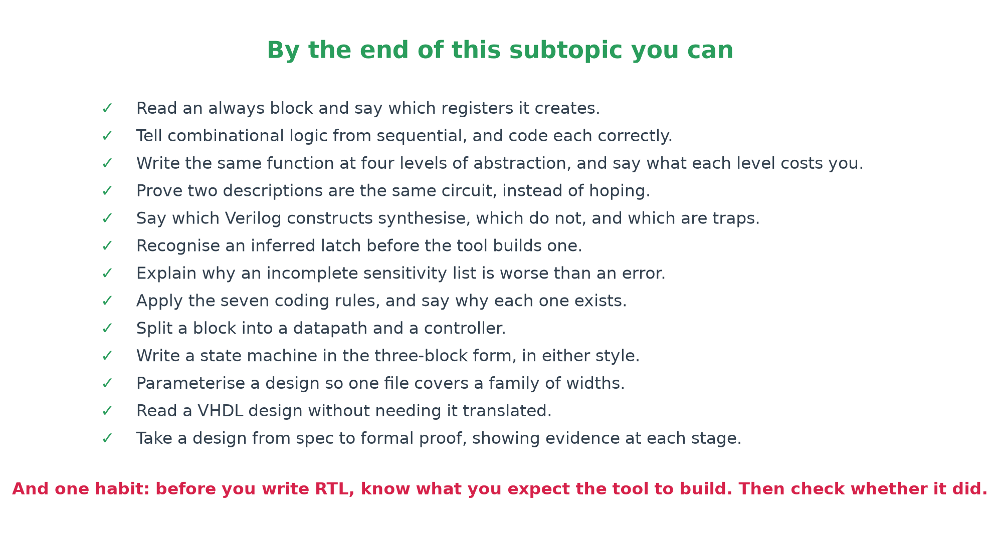 By the end of this subtopic you can
✓ Read an always block and say which registers it creates.
✓ Tell combinational logic from sequential, and code each correctly.
✓ Write the same function at four levels of abstraction, and say what each level costs you.
✓ Prove two descriptions are the same circuit, instead of hoping.
✓ Say which Verilog constructs synthesise, which do not, and which are traps.
✓ Recognise an inferred latch before the tool builds one.
✓ Explain why an incomplete sensitivity list is worse than an error.
✓ Apply the seven coding rules, and say why each one exists.
✓ Split a block into a datapath and a controller.
✓ Write a state machine in the three-block form, in either style.
✓ Parameterise a design so one file covers a family of widths.
✓ Read a VHDL design without needing it translated.
✓ Take a design from spec to formal proof, showing evidence at each stage.
And one habit: before you write RTL, know what you expect the tool to build. Then check whether it did.